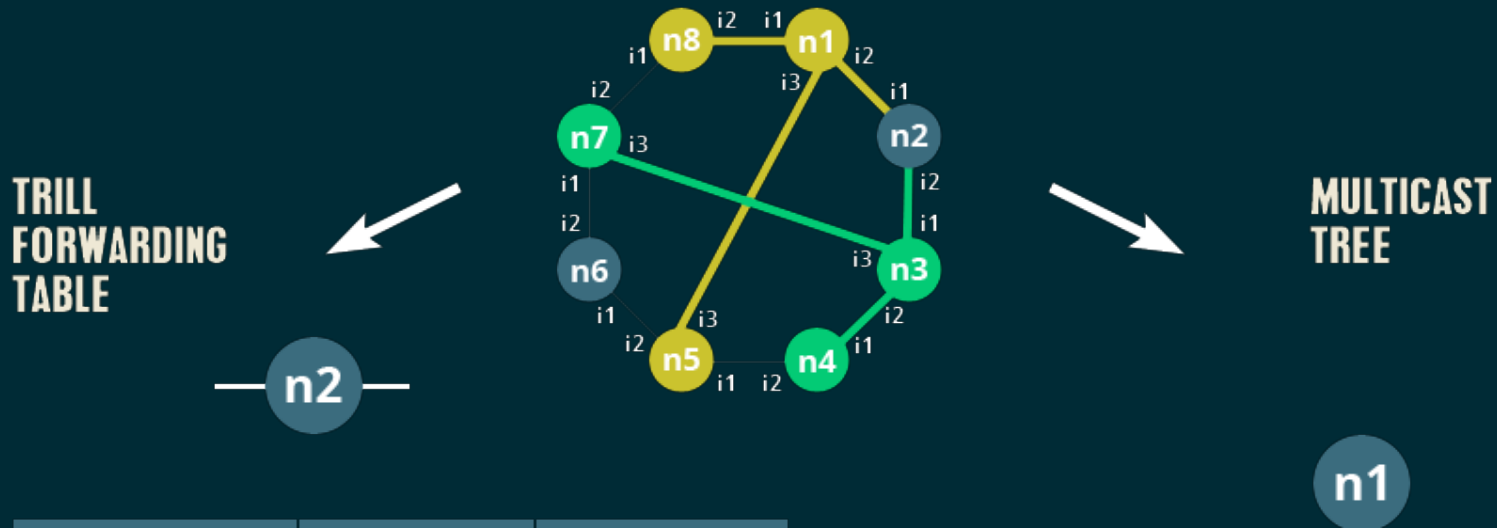 i2 i1
n8 n1
i1 i3 i2
i2 i1
n7 i3 n2
i1 i2
TRILL
FORWARDING
TABLE
MULTICAST
TREE
i2 i1
n6 i3 n3
i1 i3 i2
i2 n5 n4 i1
i1 i2
n2
n1